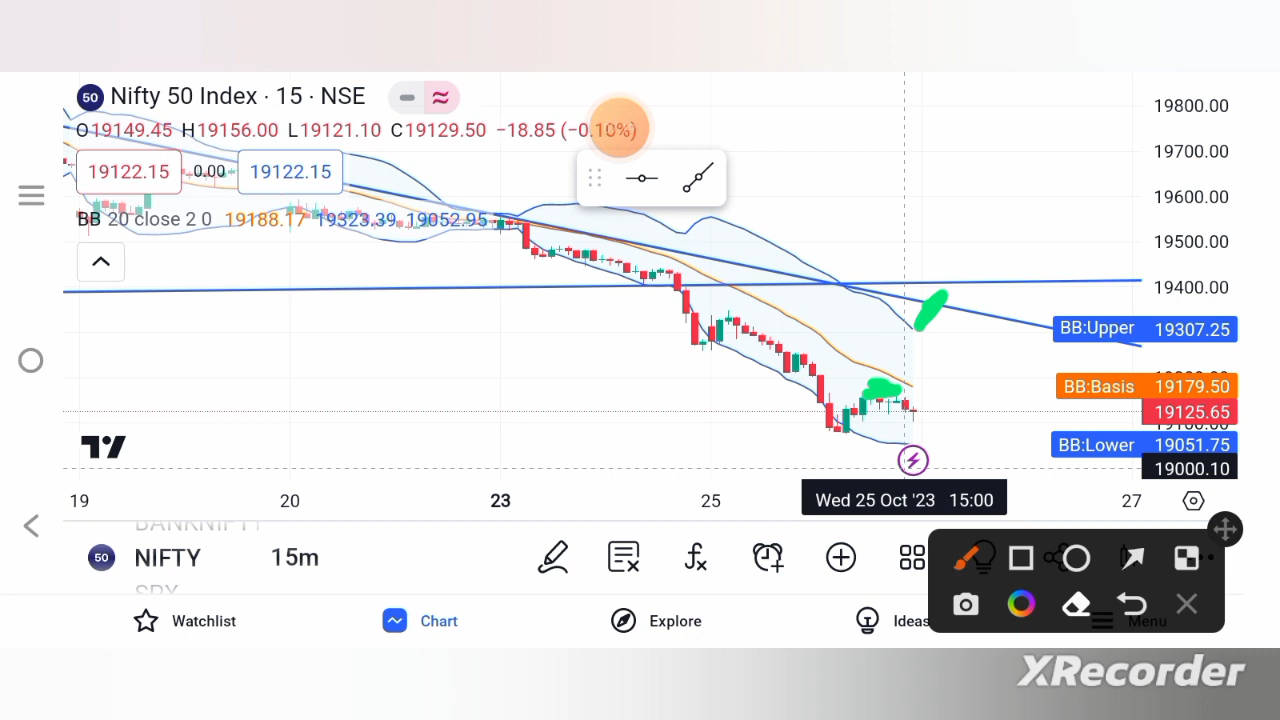 50 Nifty 50 Index · 15 · NSE
O19149.45 H19156.00 L19121.10 C19129.50 −18.85 (−0.10%)
19122.15 0.00 19122.15
BB 20 close 2 0 19188.17 19323.39 19052.95
19800.00
19700.00
19600.00
19500.00
19400.00
BB:Upper 19307.25
BB:Basis 19179.50
19125.65
BB:Lower 19051.75
19000.10
19 20 23 25 Wed 25 Oct '23 15:00 27
BANKNIFTY
50 NIFTY 15m
SPX
Watchlist Chart Explore Ideas Menu
XRecorder